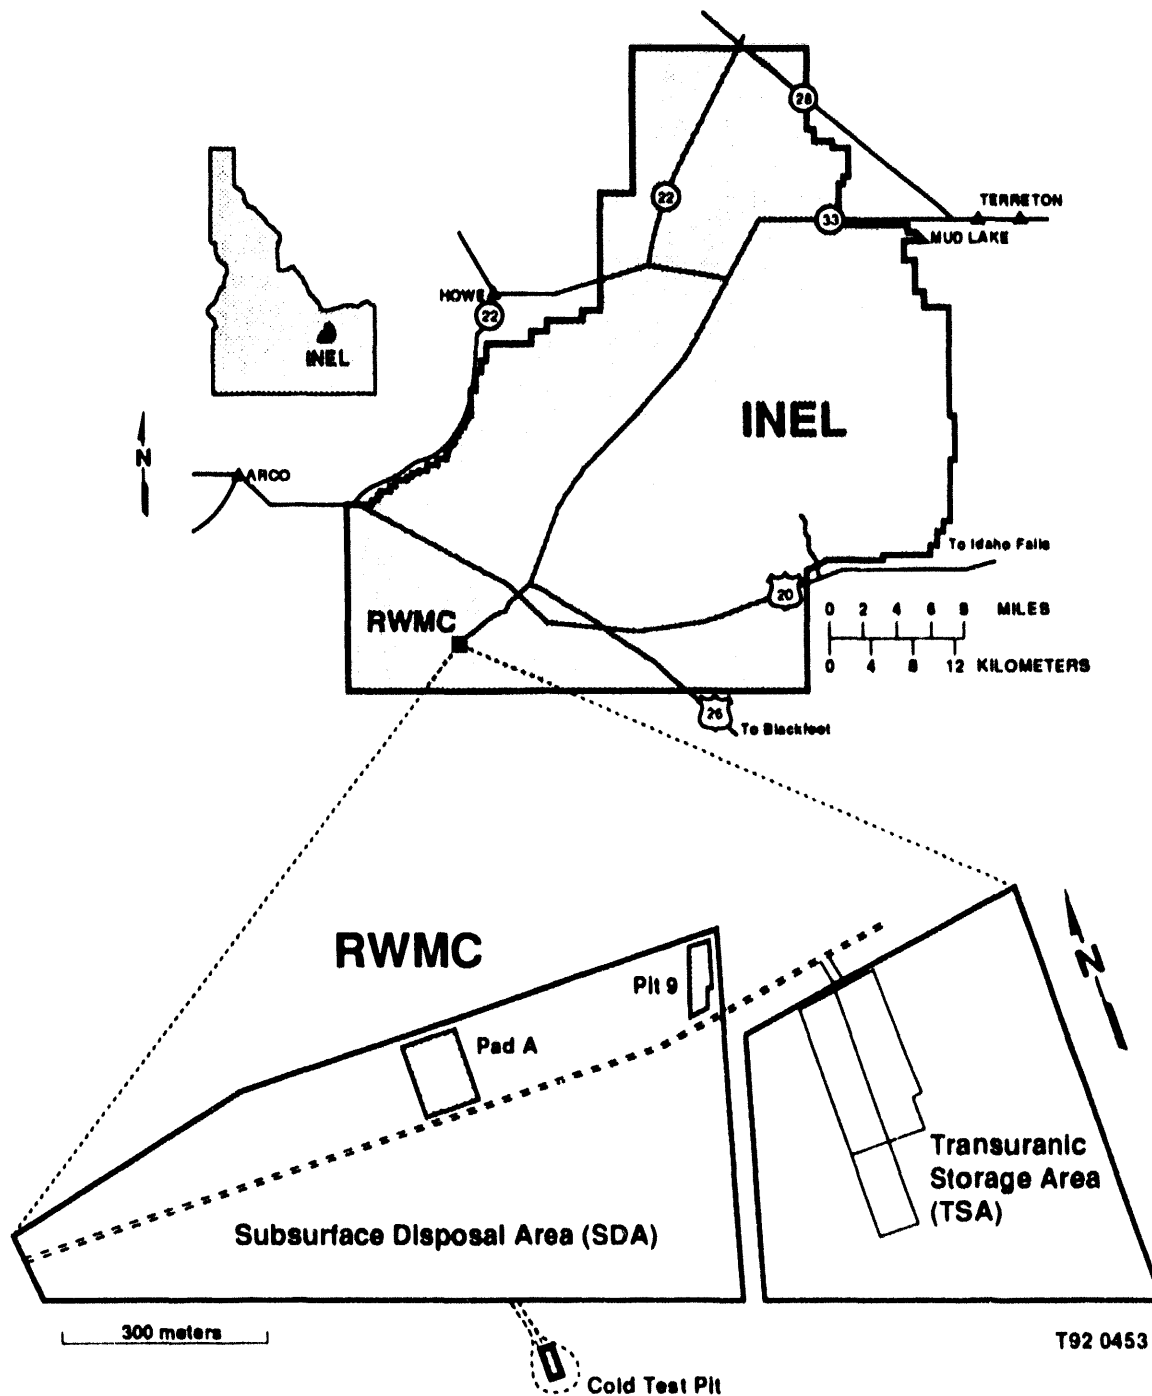 28
22
TERRETON
33
MUD LAKE
HOWE
22
INEL
INEL
N
ARCO
To Idaho Falls
20
0 2 4 6 8 MILES
RWMC
0 4 8 12 KILOMETERS
26
To Blackfoot
RWMC
N
Pit 9
Pad A
Transuranic
Storage Area
(TSA)
Subsurface Disposal Area (SDA)
300 meters
T92 0453
Cold Test Pit